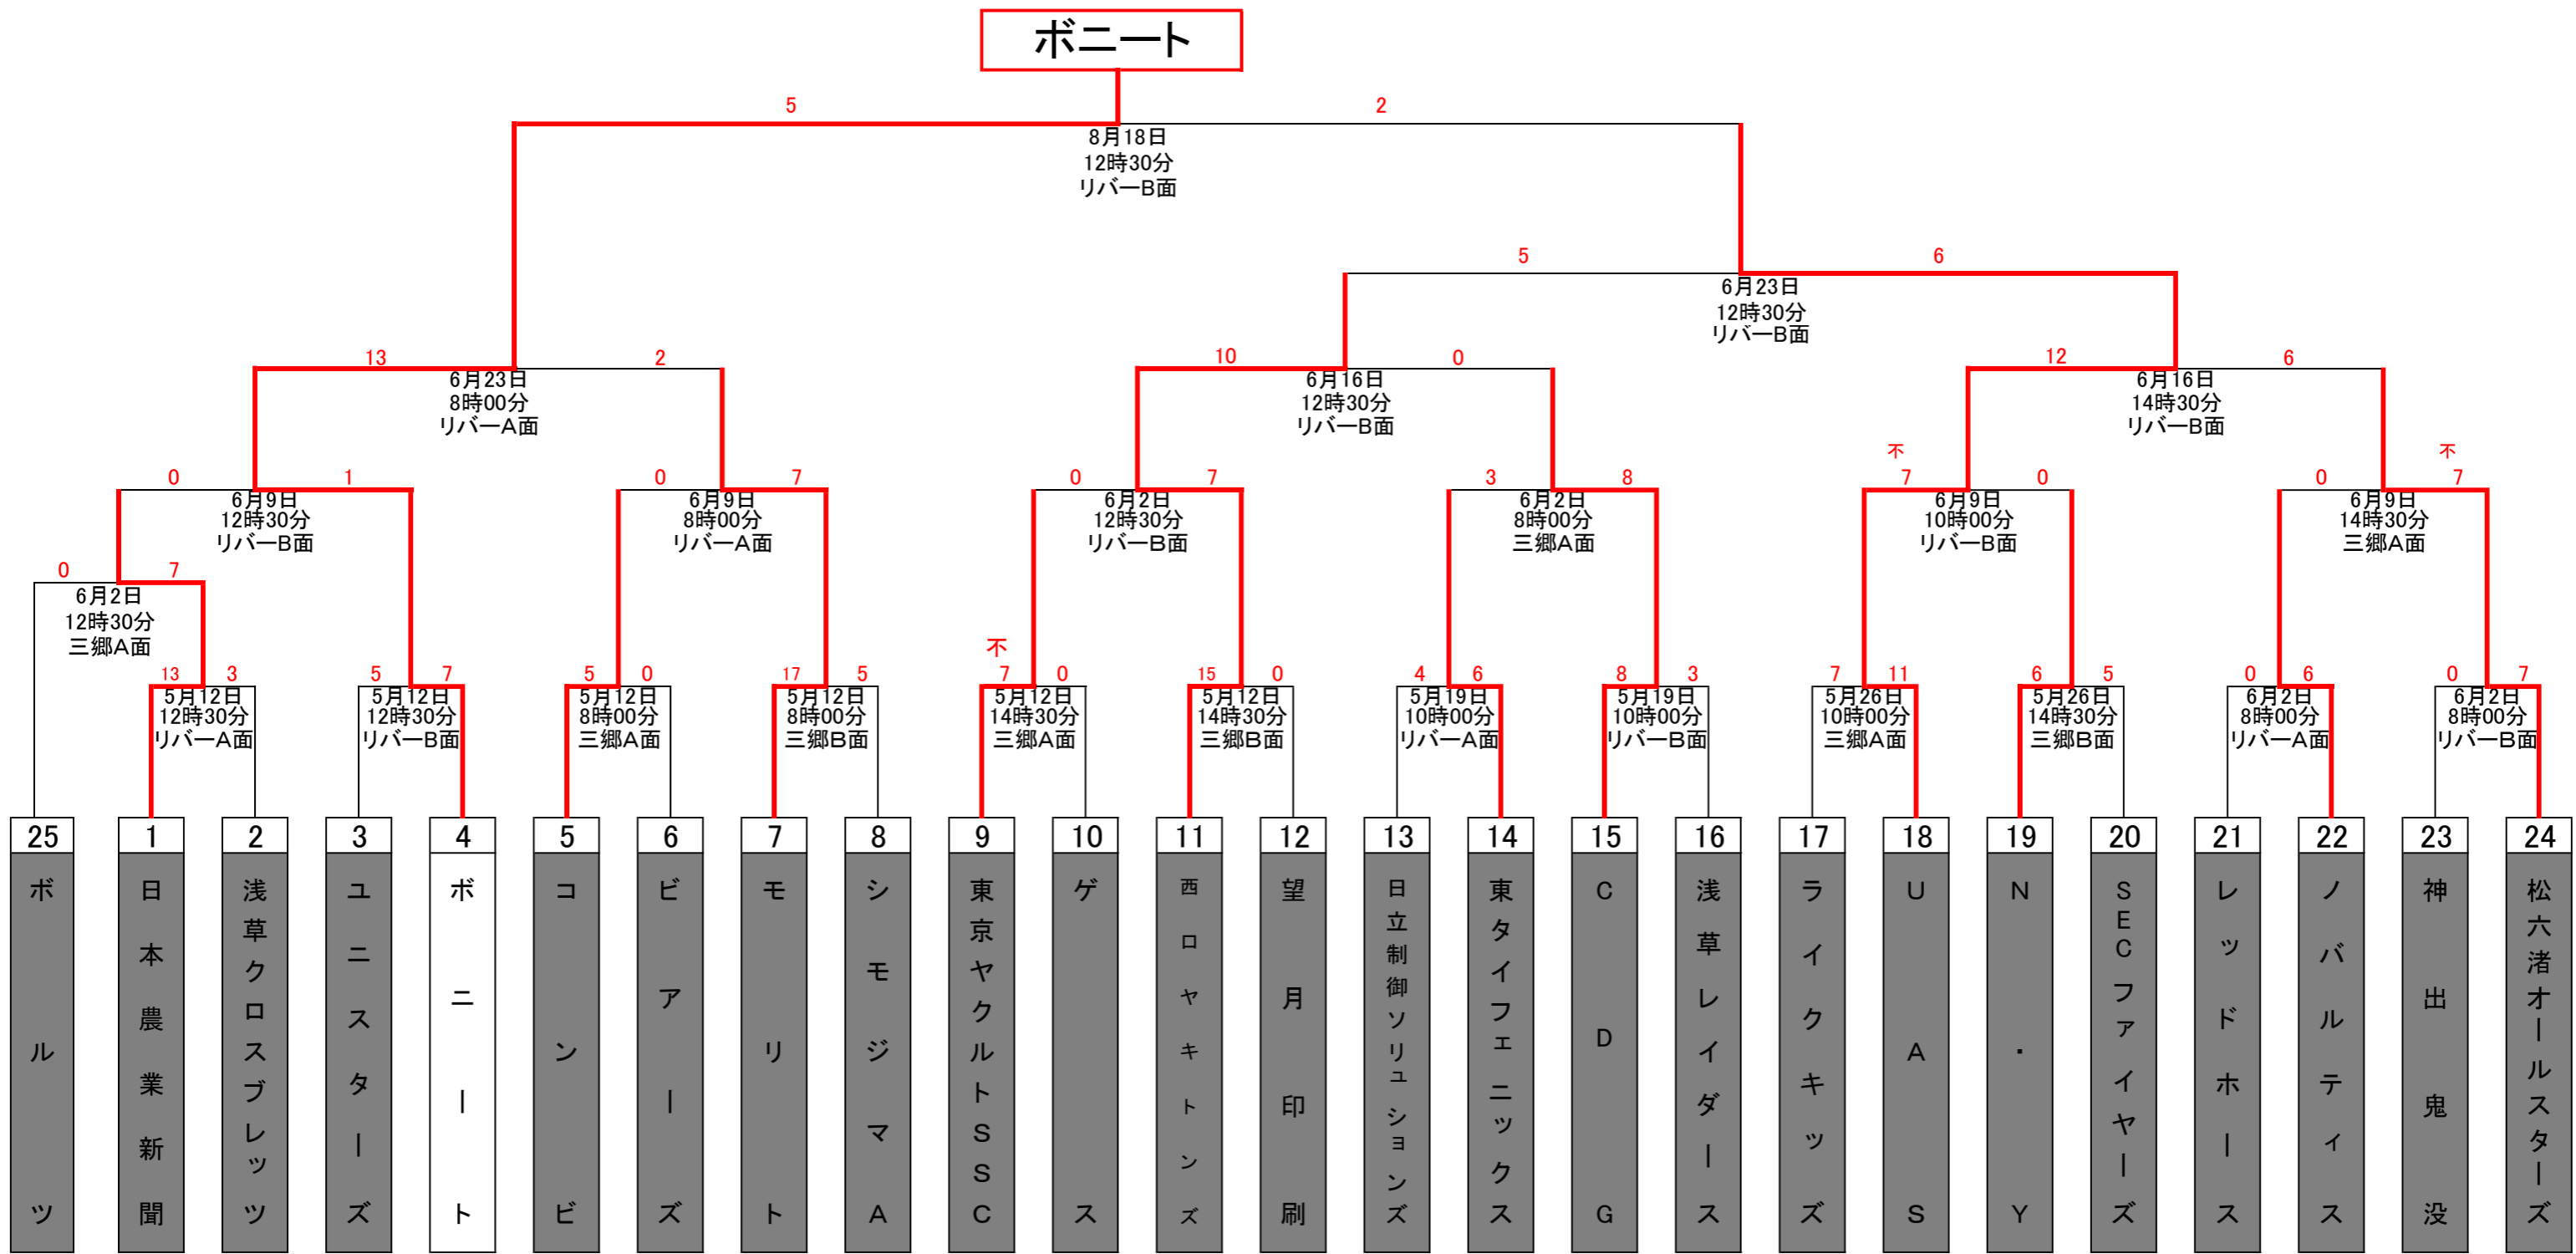 ボニート
5 2
8月18日
12時30分
リバーB面
5 6
6月23日
12時30分
リバーB面
13 2 10 0 12 6
6月23日 6月16日 6月16日
8時00分 12時30分 14時30分
リバーA面 リバーB面 リバーB面
不 不
0 1 0 7 0 7 3 8 7 0 0 7
6月9日 6月9日 6月2日 6月2日 6月9日 6月9日
12時30分 8時00分 12時30分 8時00分 10時00分 14時30分
リバーB面 リバーA面 リバーB面 三郷A面 リバーB面 三郷A面
0 7
6月2日
12時30分
三郷A面
不
13 3 5 7 5 0 17 5 7 0 15 0 4 6 8 3 7 11 6 5 0 6 0 7
5月12日 5月12日 5月12日 5月12日 5月12日 5月12日 5月19日 5月19日 5月26日 5月26日 6月2日 6月2日
12時30分 12時30分 8時00分 8時00分 14時30分 14時30分 10時00分 10時00分 10時00分 14時30分 8時00分 8時00分
リバーA面 リバーB面 三郷A面 三郷B面 三郷A面 三郷B面 リバーA面 リバーB面 三郷A面 三郷B面 リバーA面 リバーB面
25 1 2 3 4 5 6 7 8 9 10 11 12 13 14 15 16 17 18 19 20 21 22 23 24
ボルツ
日本農業新聞
浅草クロスブレッツ
ユニスターズ
ボニート
コンビ
ビアーズ
モリト
シモジマA
東京ヤクルトSSC
ゲス
西ロヤキトンズ
望月印刷
日立制御ソリューションズ
東タイフェニックス
CDG
浅草レイダース
ライクキッズ
UAS
N・Y
SECファイヤーズ
レッドホース
ノバルティス
神出鬼没
松六渚オールスターズ